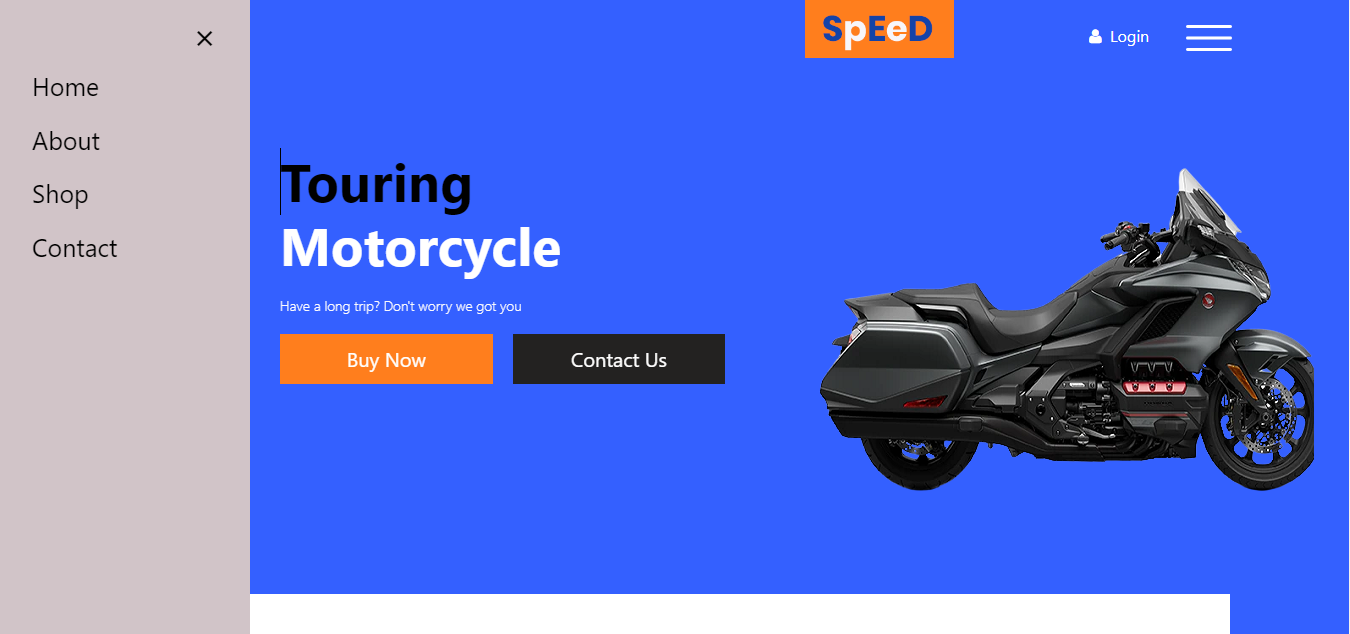 ×
Home
About
Shop
Contact
SpEeD
Login
Touring
Motorcycle
Have a long trip? Don't worry we got you
Buy Now
Contact Us